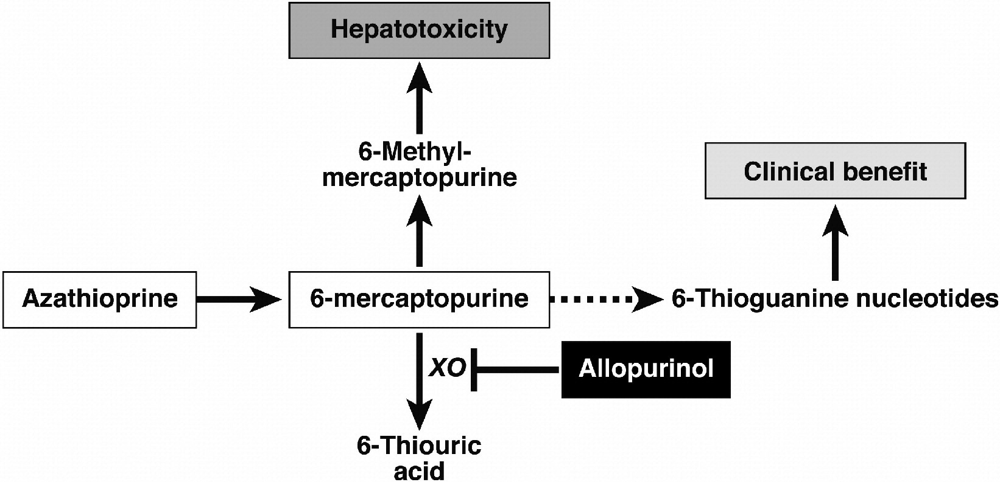 Hepatotoxicity
6-Methyl-
mercaptopurine
Clinical benefit
Azathioprine
6-mercaptopurine
6-Thioguanine nucleotides
XO
Allopurinol
6-Thiouric
acid